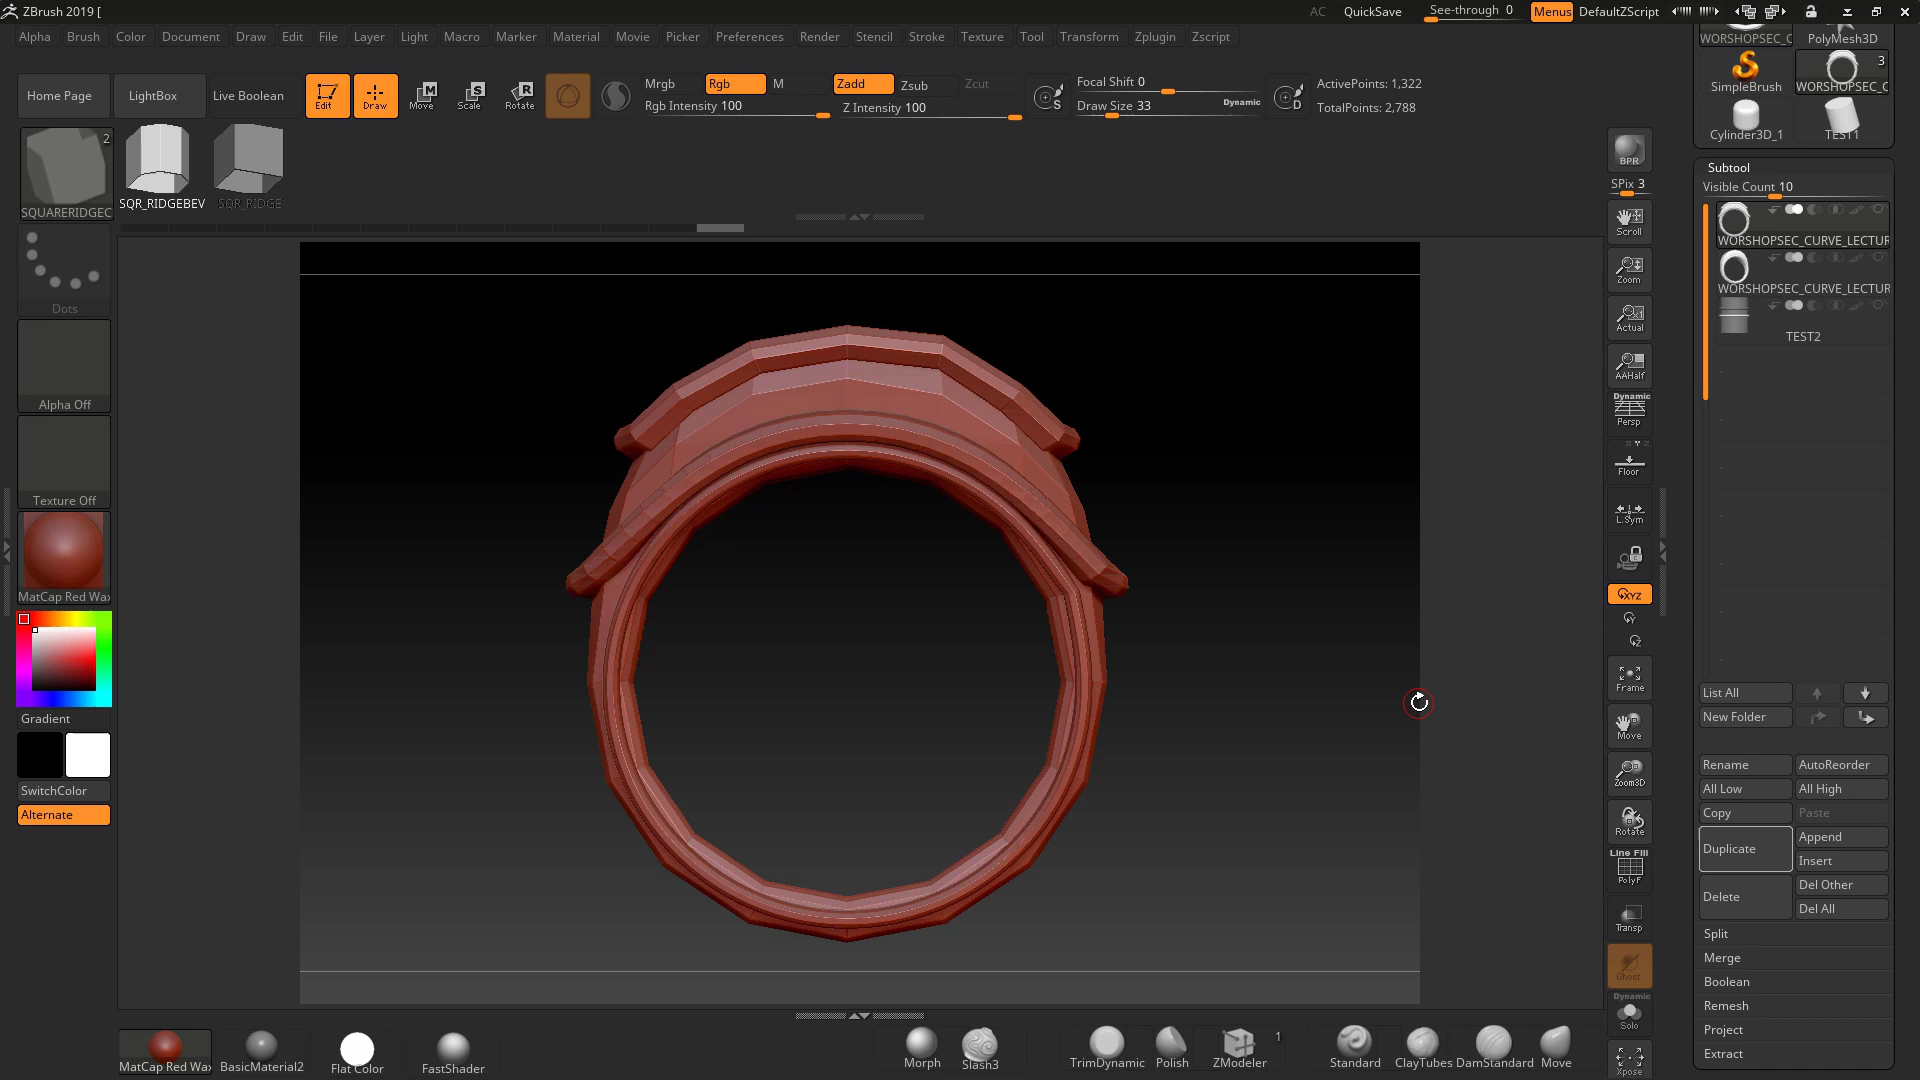 ZBrush 2019 [
AC QuickSave See-through 0 Menus DefaultZScript
Alpha Brush Color Document Draw Edit File Layer Light Macro Marker Material Movie Picker Preferences Render Stencil Stroke Texture Tool Transform Zplugin Zscript
Home Page LightBox Live Boolean Edit Draw Move Scale Rotate
Mrgb Rgb M Zadd Zsub Zcut
Rgb Intensity 100 Z Intensity 100
Focal Shift 0
Draw Size 33 Dynamic
ActivePoints: 1,322
TotalPoints: 2,788
2
SQUARERIDGEC
SQR_RIDGEBEV
SQR_RIDGE
Dots
Alpha Off
Texture Off
MatCap Red Wax
Gradient
SwitchColor
Alternate
BPR
SPix 3
Scroll
Zoom
Actual
AAHalf
Dynamic
Persp
Floor
L.Sym
XYZ
Frame
Move
Zoom3D
Rotate
Line Fill
PolyF
Transp
Ghost
Dynamic
Solo
Xpose
WORSHOPSEC_C PolyMesh3D
3
SimpleBrush WORSHOPSEC_C
Cylinder3D_1 TEST1
Subtool
Visible Count 10
WORSHOPSEC_CURVE_LECTUR
WORSHOPSEC_CURVE_LECTUR
TEST2
List All
New Folder
Rename AutoReorder
All Low All High
Copy Paste
Duplicate Append
Insert
Delete Del Other
Del All
Split
Merge
Boolean
Remesh
Project
Extract
MatCap Red Wax BasicMaterial2 Flat Color FastShader
Morph Slash3 TrimDynamic Polish ZModeler 1 Standard ClayTubes DamStandard Move